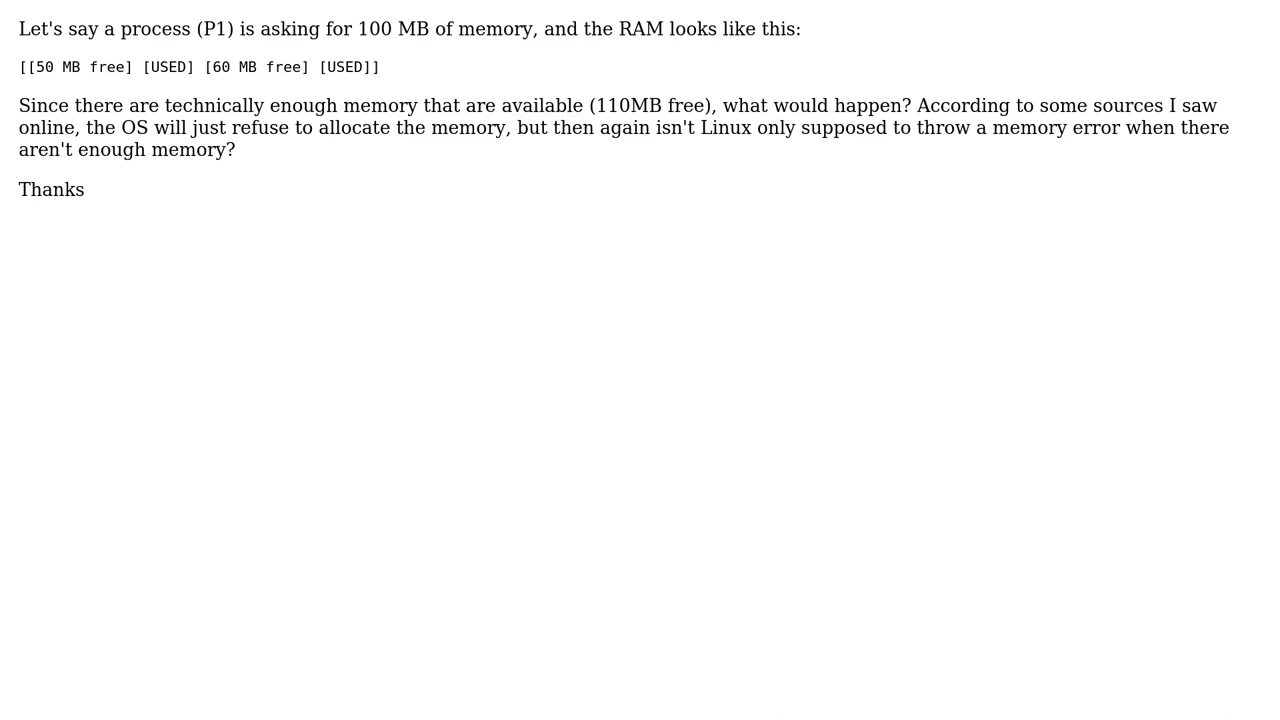 Let's say a process (P1) is asking for 100 MB of memory, and the RAM looks like this:
[[50 MB free] [USED] [60 MB free] [USED]]
Since there are technically enough memory that are available (110MB free), what would happen? According to some sources I saw
online, the OS will just refuse to allocate the memory, but then again isn't Linux only supposed to throw a memory error when there
aren't enough memory?
Thanks